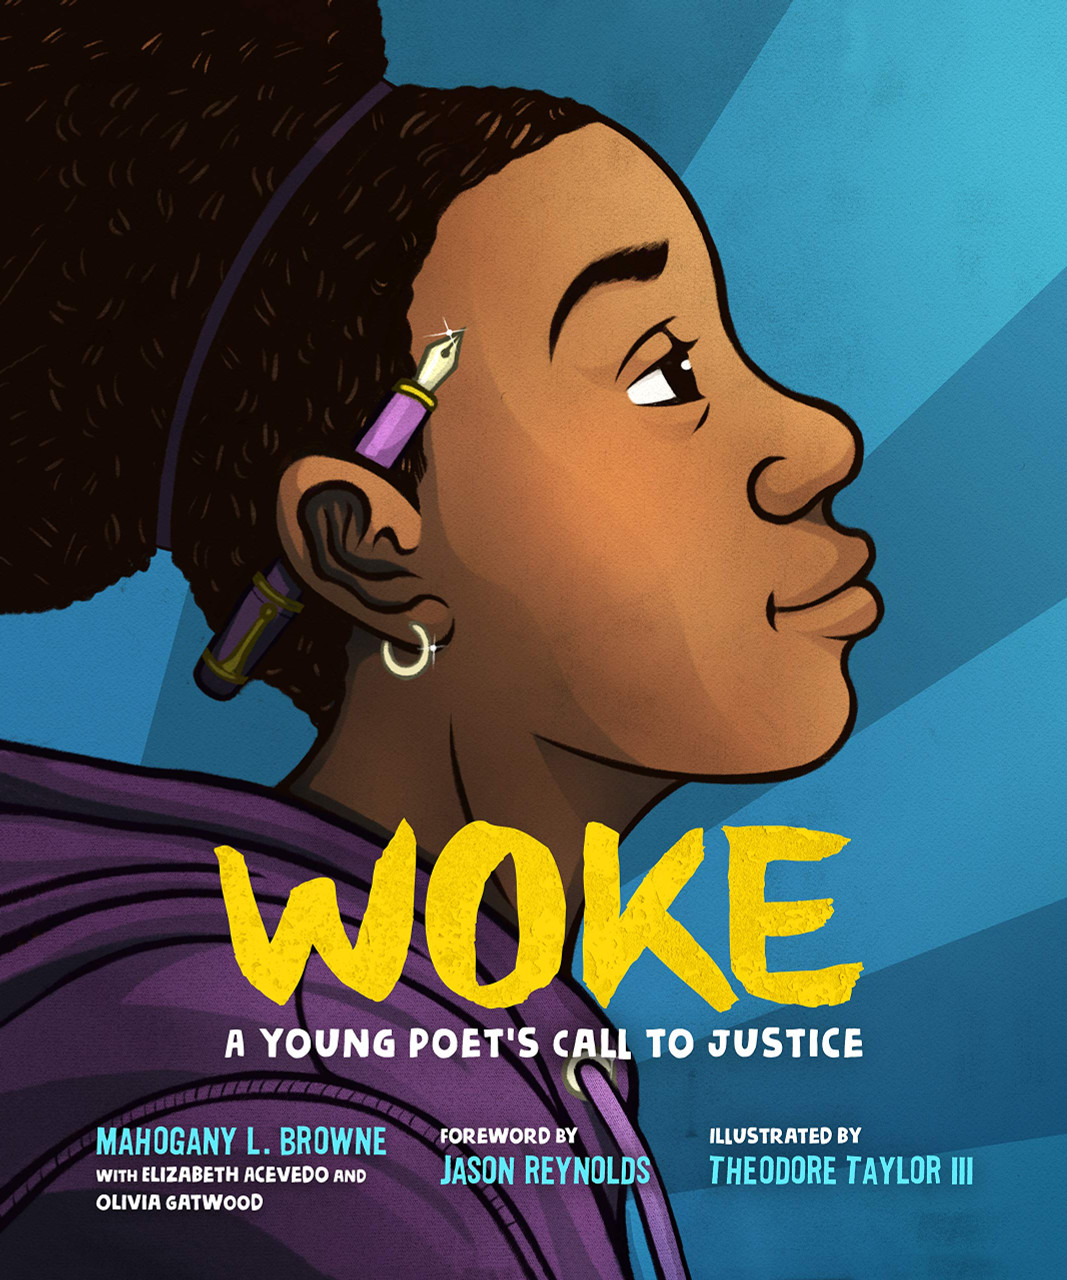 WOKE
A YOUNG POET'S CALL TO JUSTICE
MAHOGANY L. BROWNE
WITH ELIZABETH ACEVEDO AND
OLIVIA GATWOOD
FOREWORD BY
JASON REYNOLDS
ILLUSTRATED BY
THEODORE TAYLOR III